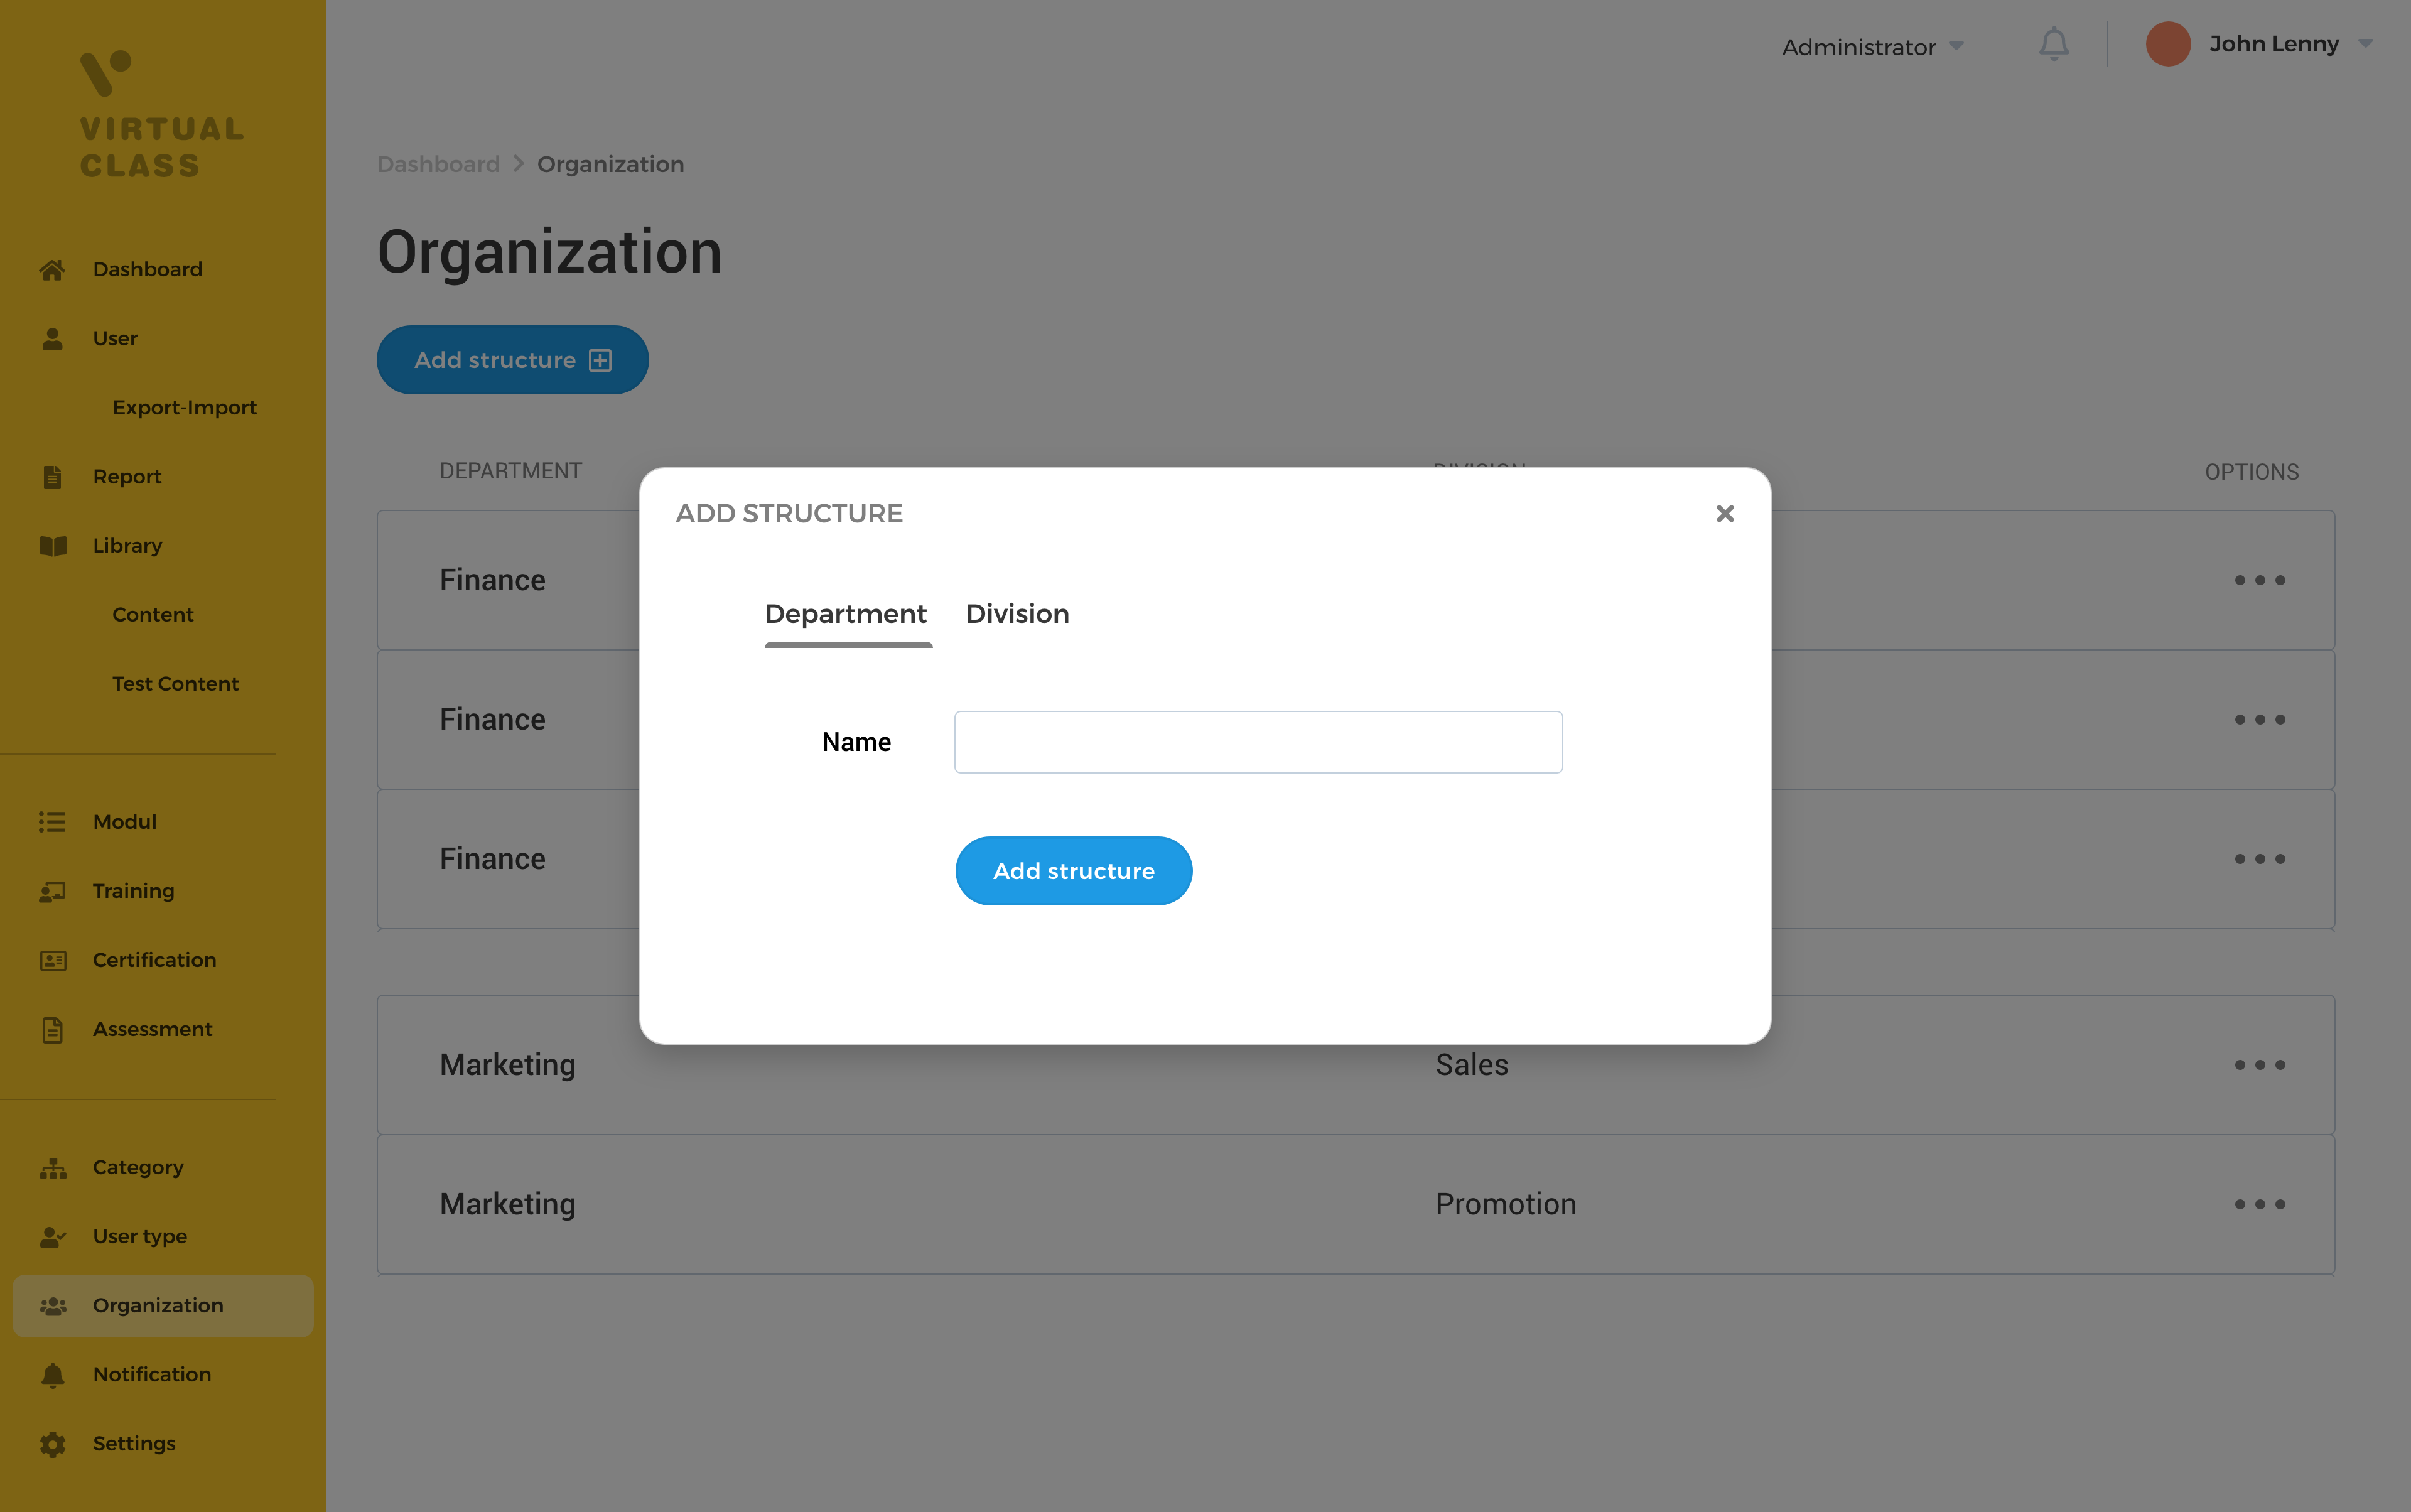 VIRTUAL
CLASS
Dashboard
User
Export-Import
Report
Library
Content
Test Content
Modul
Training
Certification
Assessment
Category
User type
Organization
Notification
Settings
Administrator
John Lenny
Dashboard Organization
Organization
Add structure
DEPARTMENT DIVISION OPTIONS
Finance
Finance
Finance
Marketing Sales
Marketing Promotion
ADD STRUCTURE
Department Division
Name
Add structure